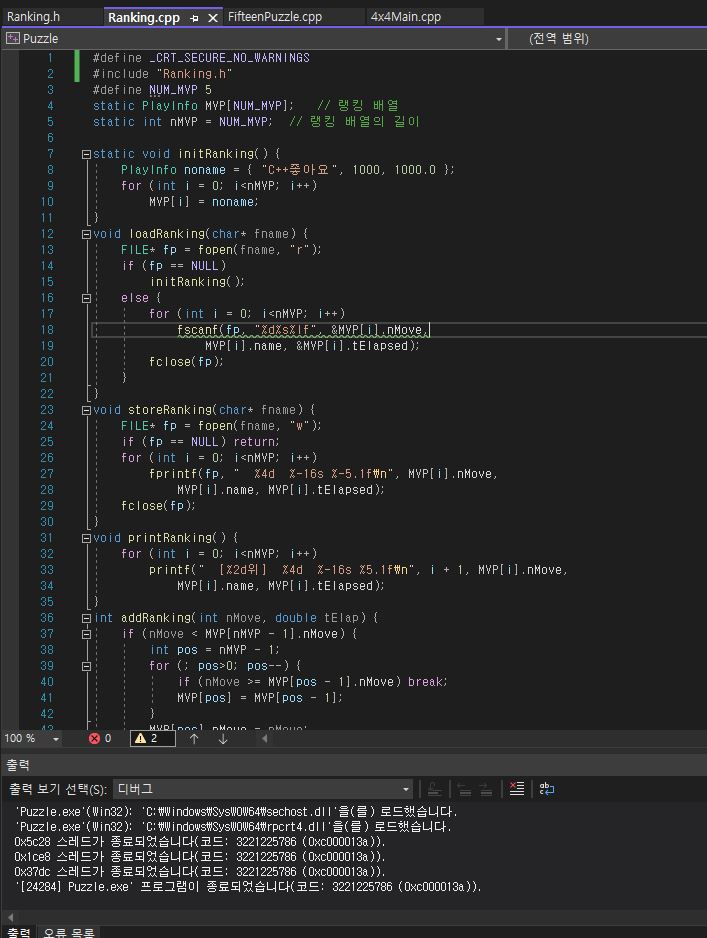 Ranking.h Ranking.cpp FifteenPuzzle.cpp 4x4Main.cpp
Puzzle (전역 범위)
1 #define _CRT_SECURE_NO_WARNINGS
2 #include "Ranking.h"
3 #define NUM_MVP 5
4 static PlayInfo MVP[NUM_MVP];   // 랭킹 배열
5 static int nMVP = NUM_MVP;  // 랭킹 배열의 길이
6
7 static void initRanking() {
8     PlayInfo noname = { "C++좋아요", 1000, 1000.0 };
9     for (int i = 0; i<nMVP; i++)
10         MVP[i] = noname;
11 }
12 void loadRanking(char* fname) {
13     FILE* fp = fopen(fname, "r");
14     if (fp == NULL)
15         initRanking();
16     else {
17         for (int i = 0; i<nMVP; i++)
18             fscanf(fp, "%d%s%lf", &MVP[i].nMove,
19                 MVP[i].name, &MVP[i].tElapsed);
20         fclose(fp);
21     }
22 }
23 void storeRanking(char* fname) {
24     FILE* fp = fopen(fname, "w");
25     if (fp == NULL) return;
26     for (int i = 0; i<nMVP; i++)
27         fprintf(fp, "  %4d  %-16s %-5.1f₩n", MVP[i].nMove,
28             MVP[i].name, MVP[i].tElapsed);
29     fclose(fp);
30 }
31 void printRanking() {
32     for (int i = 0; i<nMVP; i++)
33         printf("  [%2d위]  %4d  %-16s %5.1f₩n", i + 1, MVP[i].nMove,
34             MVP[i].name, MVP[i].tElapsed);
35 }
36 int addRanking(int nMove, double tElap) {
37     if (nMove < MVP[nMVP - 1].nMove) {
38         int pos = nMVP - 1;
39         for (; pos>0; pos--) {
40             if (nMove >= MVP[pos - 1].nMove) break;
41             MVP[pos] = MVP[pos - 1];
42         }
43         MVP[pos].nMove = nMove;
100 % 0 2
출력
출력 보기 선택(S): 디버그
'Puzzle.exe'(Win32): 'C:₩Windows₩SysWOW64₩sechost.dll'을(를) 로드했습니다.
'Puzzle.exe'(Win32): 'C:₩Windows₩SysWOW64₩rpcrt4.dll'을(를) 로드했습니다.
0x5c28 스레드가 종료되었습니다(코드: 3221225786 (0xc000013a)).
0x1ce8 스레드가 종료되었습니다(코드: 3221225786 (0xc000013a)).
0x37dc 스레드가 종료되었습니다(코드: 3221225786 (0xc000013a)).
'[24284] Puzzle.exe' 프로그램이 종료되었습니다(코드: 3221225786 (0xc000013a)).
출력 오류 목록